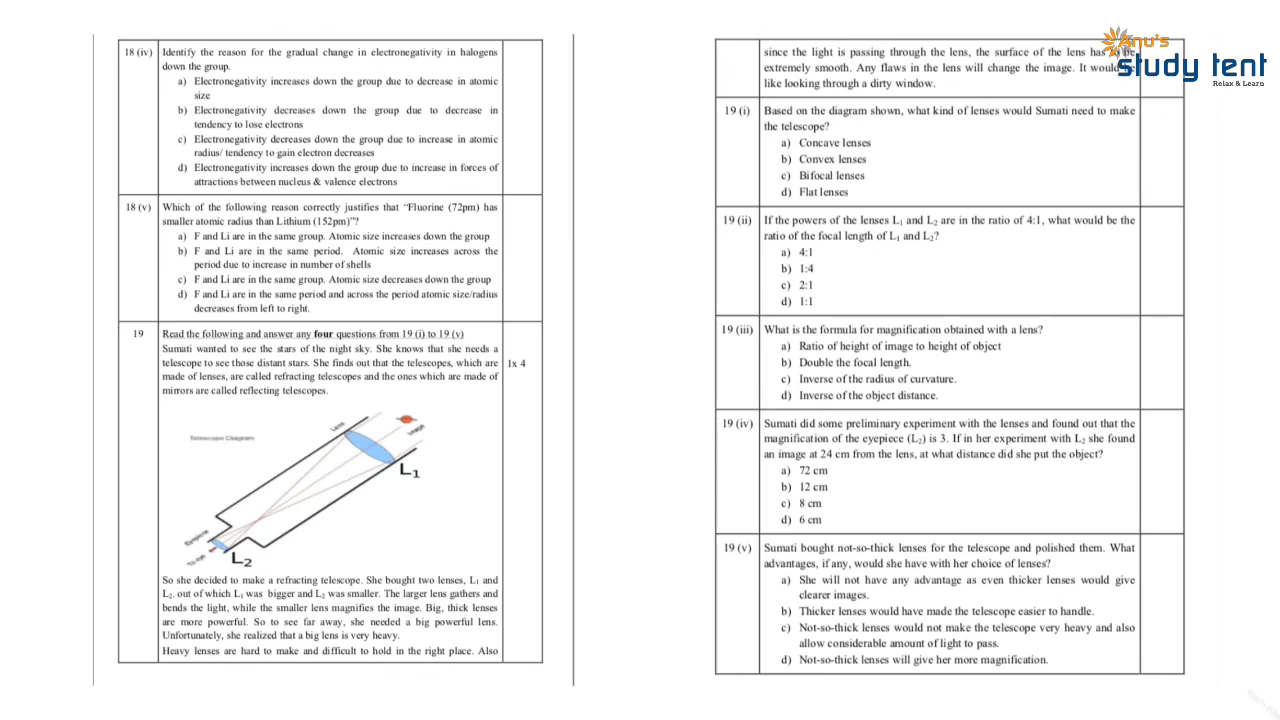 18 (iv) Identify the reason for the gradual change in electronegativity in halogens
down the group.
a) Electronegativity increases down the group due to decrease in atomic
size
b) Electronegativity decreases down the group due to decrease in
tendency to lose electrons
c) Electronegativity decreases down the group due to increase in atomic
radius/ tendency to gain electron decreases
d) Electronegativity increases down the group due to increase in forces of
attractions between nucleus & valence electrons
18 (v) Which of the following reason correctly justifies that “Fluorine (72pm) has
smaller atomic radius than Lithium (152pm)”?
a) F and Li are in the same group. Atomic size increases down the group
b) F and Li are in the same period. Atomic size increases across the
period due to increase in number of shells
c) F and Li are in the same group. Atomic size decreases down the group
d) F and Li are in the same period and across the period atomic size/radius
decreases from left to right.
19 Read the following and answer any four questions from 19 (i) to 19 (v)
Sumati wanted to see the stars of the night sky. She knows that she needs a
telescope to see those distant stars. She finds out that the telescopes, which are 1x 4
made of lenses, are called refracting telescopes and the ones which are made of
mirrors are called reflecting telescopes.
Telescope Diagram
Lens
Image
L1
Eyepiece
To eye
L2
So she decided to make a refracting telescope. She bought two lenses, L1 and
L2. out of which L1 was bigger and L2 was smaller. The larger lens gathers and
bends the light, while the smaller lens magnifies the image. Big, thick lenses
are more powerful. So to see far away, she needed a big powerful lens.
Unfortunately, she realized that a big lens is very heavy.
Heavy lenses are hard to make and difficult to hold in the right place. Also
Anu's
study tent
Relax & Learn
since the light is passing through the lens, the surface of the lens has to be
extremely smooth. Any flaws in the lens will change the image. It would be
like looking through a dirty window.
19 (i) Based on the diagram shown, what kind of lenses would Sumati need to make
the telescope?
a) Concave lenses
b) Convex lenses
c) Bifocal lenses
d) Flat lenses
19 (ii) If the powers of the lenses L1 and L2 are in the ratio of 4:1, what would be the
ratio of the focal length of L1 and L2?
a) 4:1
b) 1:4
c) 2:1
d) 1:1
19 (iii) What is the formula for magnification obtained with a lens?
a) Ratio of height of image to height of object
b) Double the focal length.
c) Inverse of the radius of curvature.
d) Inverse of the object distance.
19 (iv) Sumati did some preliminary experiment with the lenses and found out that the
magnification of the eyepiece (L2) is 3. If in her experiment with L2 she found
an image at 24 cm from the lens, at what distance did she put the object?
a) 72 cm
b) 12 cm
c) 8 cm
d) 6 cm
19 (v) Sumati bought not-so-thick lenses for the telescope and polished them. What
advantages, if any, would she have with her choice of lenses?
a) She will not have any advantage as even thicker lenses would give
clearer images.
b) Thicker lenses would have made the telescope easier to handle.
c) Not-so-thick lenses would not make the telescope very heavy and also
allow considerable amount of light to pass.
d) Not-so-thick lenses will give her more magnification.